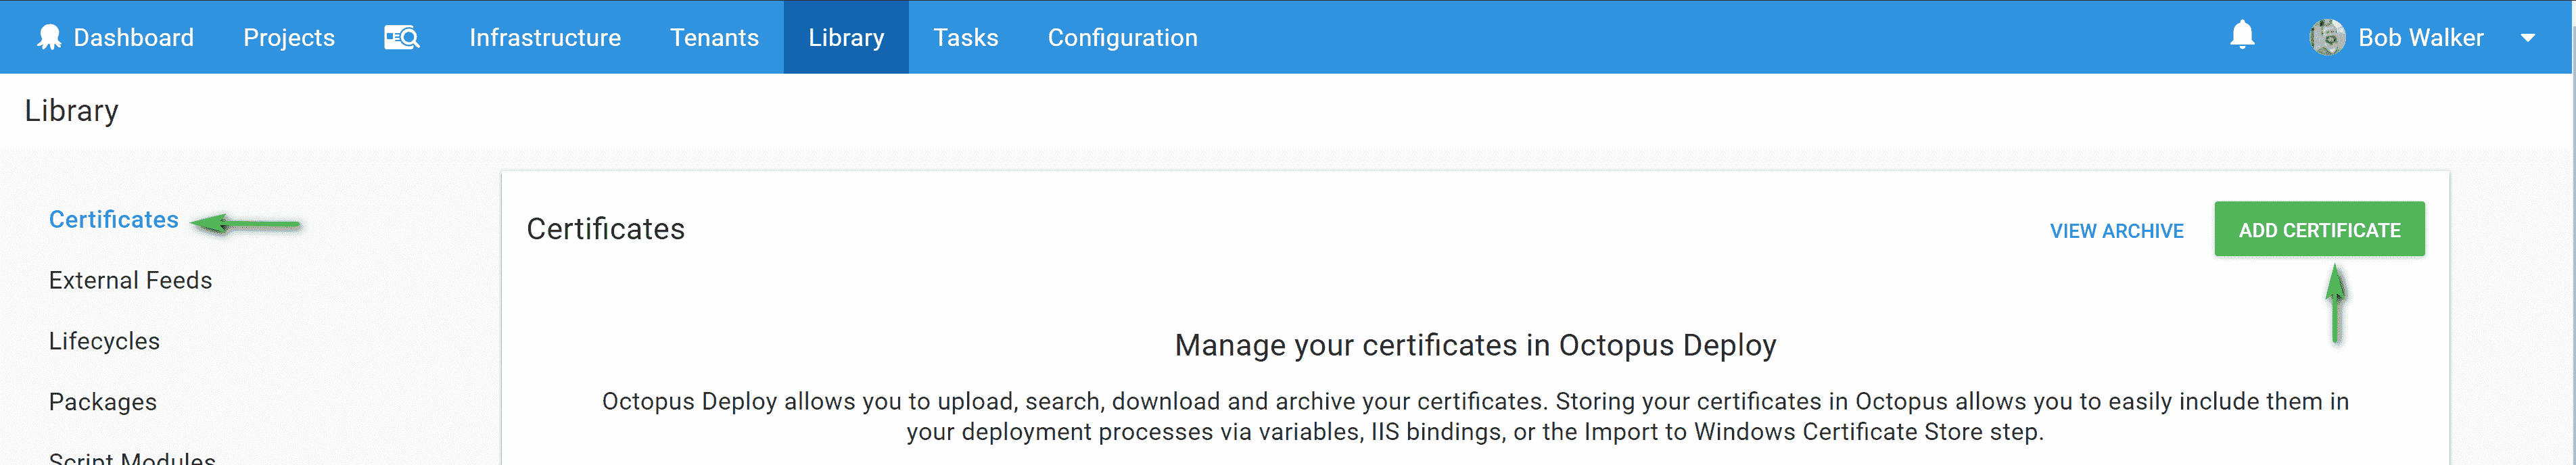 Dashboard Projects Infrastructure Tenants Library Tasks Configuration Bob Walker
Library
Certificates
External Feeds
Lifecycles
Packages
Script Modules
Certificates VIEW ARCHIVE ADD CERTIFICATE
Manage your certificates in Octopus Deploy
Octopus Deploy allows you to upload, search, download and archive your certificates. Storing your certificates in Octopus allows you to easily include them in
your deployment processes via variables, IIS bindings, or the Import to Windows Certificate Store step.